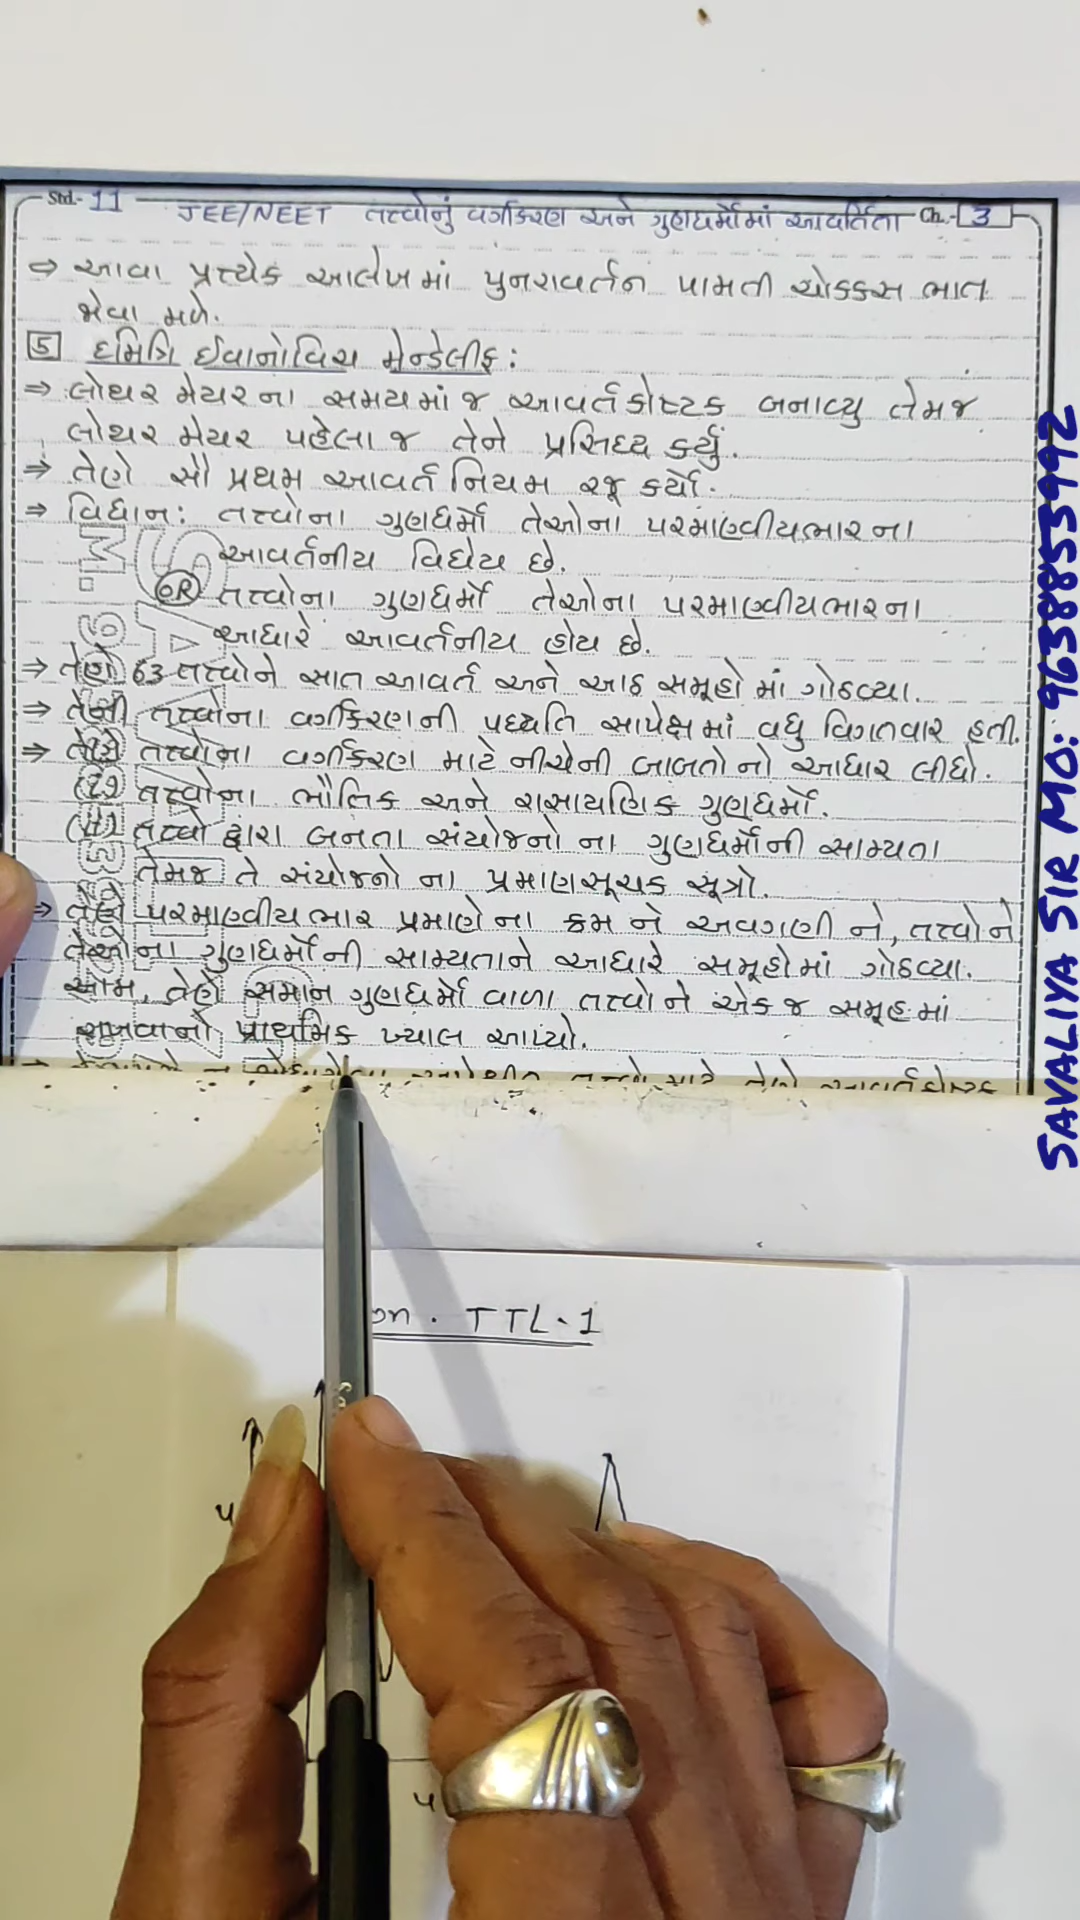 Std.- 11 JEE/NEET તત્ત્વોનું વર્ગીકરણ અને ગુણધર્મોમાં આવર્તિતા Ch.- 3
⇨ આવા પ્રત્યેક આલેખમાં પુનરાવર્તન પામતી ચોક્કસ ભાત
જોવા મળે.
5 દમિત્રિ ઈવાનોવિચ મેન્ડેલીફ :
⇒ લોથર મેયરના સમયમાં જ આવર્તકોષ્ટક બનાવ્યુ તેમજ
લોથર મેયર પહેલા જ તેને પ્રસિધ્ધ કર્યું.
⇒ તેણે સૌ પ્રથમ આવર્ત નિયમ રજૂ કર્યો.
⇒ વિધાન: તત્ત્વોના ગુણધર્મો તેઓના પરમાણ્વીયભારના
આવર્તનીય વિધેય છે.
OR તત્ત્વોના ગુણધર્મો તેઓના પરમાણ્વીયભારના
આધારે આવર્તનીય હોય છે.
⇒ તેણે 63 તત્ત્વોને સાત આવર્ત અને આઠ સમૂહો માં ગોઠવ્યા.
⇒ તેની તત્ત્વોના વર્ગીકરણની પધ્ધતિ સાપેક્ષમાં વધુ વિગતવાર હતી.
⇒ તેણે તત્ત્વોના વર્ગીકરણ માટે નીચેની બાબતો નો આધાર લીધો.
તત્ત્વોના ભૌતિક અને રાસાયણિક ગુણધર્મો.
તત્ત્વો દ્વારા બનતા સંયોજનો ના ગુણધર્મોની સામ્યતા
તેમજ તે સંયોજનો ના પ્રમાણસૂચક સૂત્રો.
⇒ તેણે પરમાણ્વીયભાર પ્રમાણેના ક્રમ ને અવગણી ને, તત્ત્વોને
તેઓના ગુણધર્મોની સામ્યતાને આધારે સમૂહોમાં ગોઠવ્યા.
આમ, તેણે સમાન ગુણધર્મો વાળા તત્ત્વોને એક જ સમૂહમાં
રાખવાનો પ્રાથમિક ખ્યાલ આપ્યો.
SAVALIYA SIR MO: 9638853992
on. TTL-1